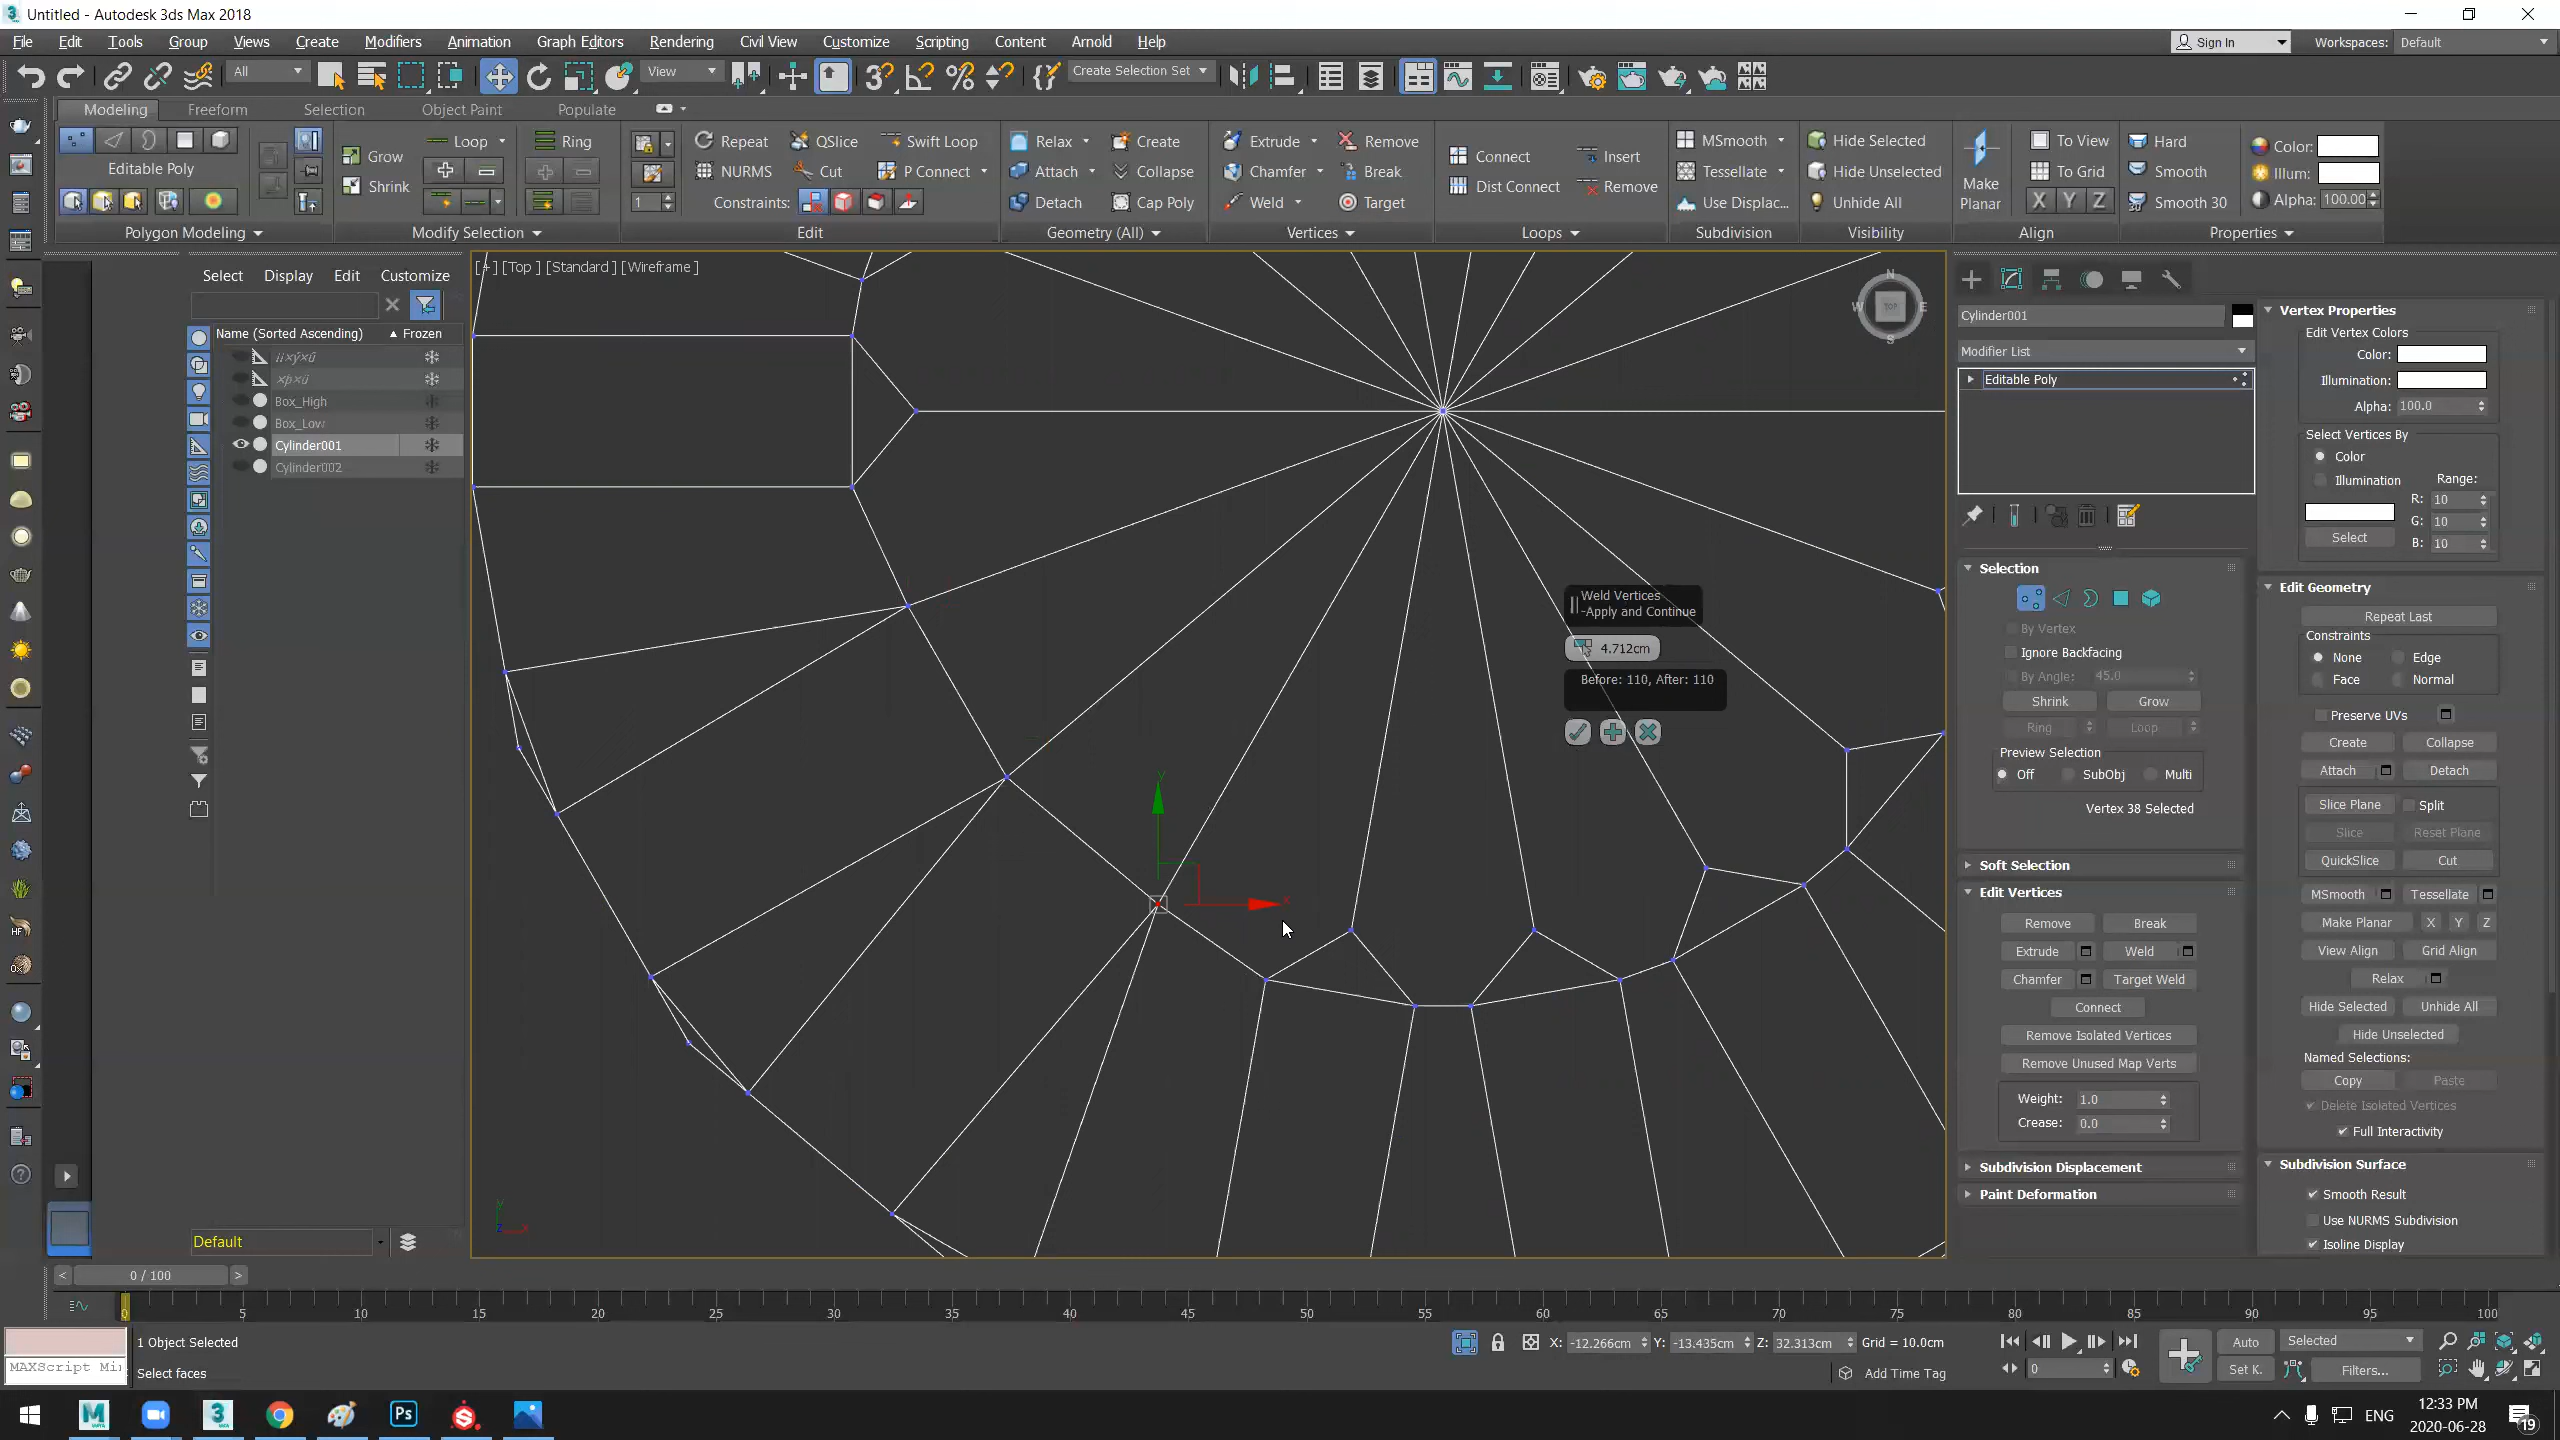 Untitled - Autodesk 3ds Max 2018
File Edit Tools Group Views Create Modifiers Animation Graph Editors Rendering Civil View Customize Scripting Content Arnold Help
Sign In Workspaces: Default
All View Create Selection Set
Modeling Freeform Selection Object Paint Populate
Loop Ring Repeat QSlice Swift Loop Relax Create Extrude Remove MSmooth Hide Selected To View Hard Color:
Grow Connect Insert
Editable Poly NURMS Cut P Connect Attach Collapse Chamfer Break Tessellate Hide Unselected To Grid Smooth Illum:
Shrink Dist Connect Remove Make Planar
1 Constraints: Detach Cap Poly Weld Target Use Displac... Unhide All X Y Z Smooth 30 Alpha: 100.00
Polygon Modeling Modify Selection Edit Geometry (All) Vertices Loops Subdivision Visibility Align Properties
Select Display Edit Customize
Name (Sorted Ascending) Frozen
Box_High
Box_Low
Cylinder001
Cylinder002
Default
[+] [Top ] [Standard ] [Wireframe ]
N
W TOP E
S
Weld Vertices
-Apply and Continue
4.712cm
Before: 110, After: 110
y
x
Cylinder001
Modifier List
Editable Poly
Selection
By Vertex
Ignore Backfacing
By Angle: 45.0
Shrink Grow
Ring Loop
Preview Selection
Off SubObj Multi
Vertex 38 Selected
Soft Selection
Edit Vertices
Remove Break
Extrude Weld
Chamfer Target Weld
Connect
Remove Isolated Vertices
Remove Unused Map Verts
Weight: 1.0
Crease: 0.0
Subdivision Displacement
Paint Deformation
Vertex Properties
Edit Vertex Colors
Color:
Illumination:
Alpha: 100.0
Select Vertices By
Color
Illumination Range:
R: 10
G: 10
Select B: 10
Edit Geometry
Repeat Last
Constraints
None Edge
Face Normal
Preserve UVs
Create Collapse
Attach Detach
Slice Plane Split
Slice Reset Plane
QuickSlice Cut
MSmooth Tessellate
Make Planar X Y Z
View Align Grid Align
Relax
Hide Selected Unhide All
Hide Unselected
Named Selections:
Copy Paste
Delete Isolated Vertices
Full Interactivity
Subdivision Surface
Smooth Result
Use NURMS Subdivision
Isoline Display
< 0 / 100 >
0 5 10 15 20 25 30 35 40 45 50 55 60 65 70 75 80 85 90 95 100
1 Object Selected X: -12.266cm Y: -13.435cm Z: 32.313cm Grid = 10.0cm Auto Selected
MAXScript Mi Select faces Add Time Tag 0 Set K. Filters...
ENG 12:33 PM
2020-06-28 19